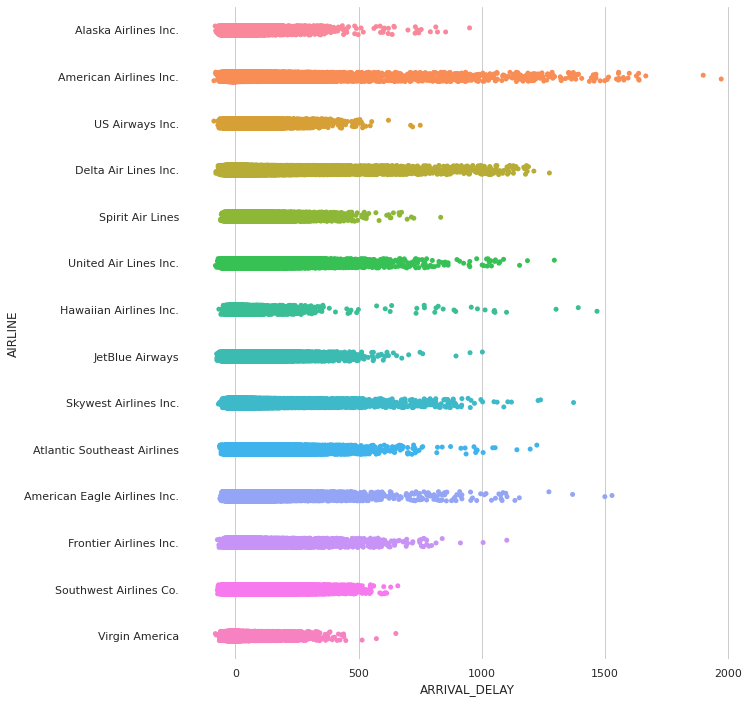 Alaska Airlines Inc.
American Airlines Inc.
US Airways Inc.
Delta Air Lines Inc.
Spirit Air Lines
United Air Lines Inc.
Hawaiian Airlines Inc.
JetBlue Airways
Skywest Airlines Inc.
Atlantic Southeast Airlines
American Eagle Airlines Inc.
Frontier Airlines Inc.
Southwest Airlines Co.
Virgin America
AIRLINE
0 500 1000 1500 2000
ARRIVAL_DELAY